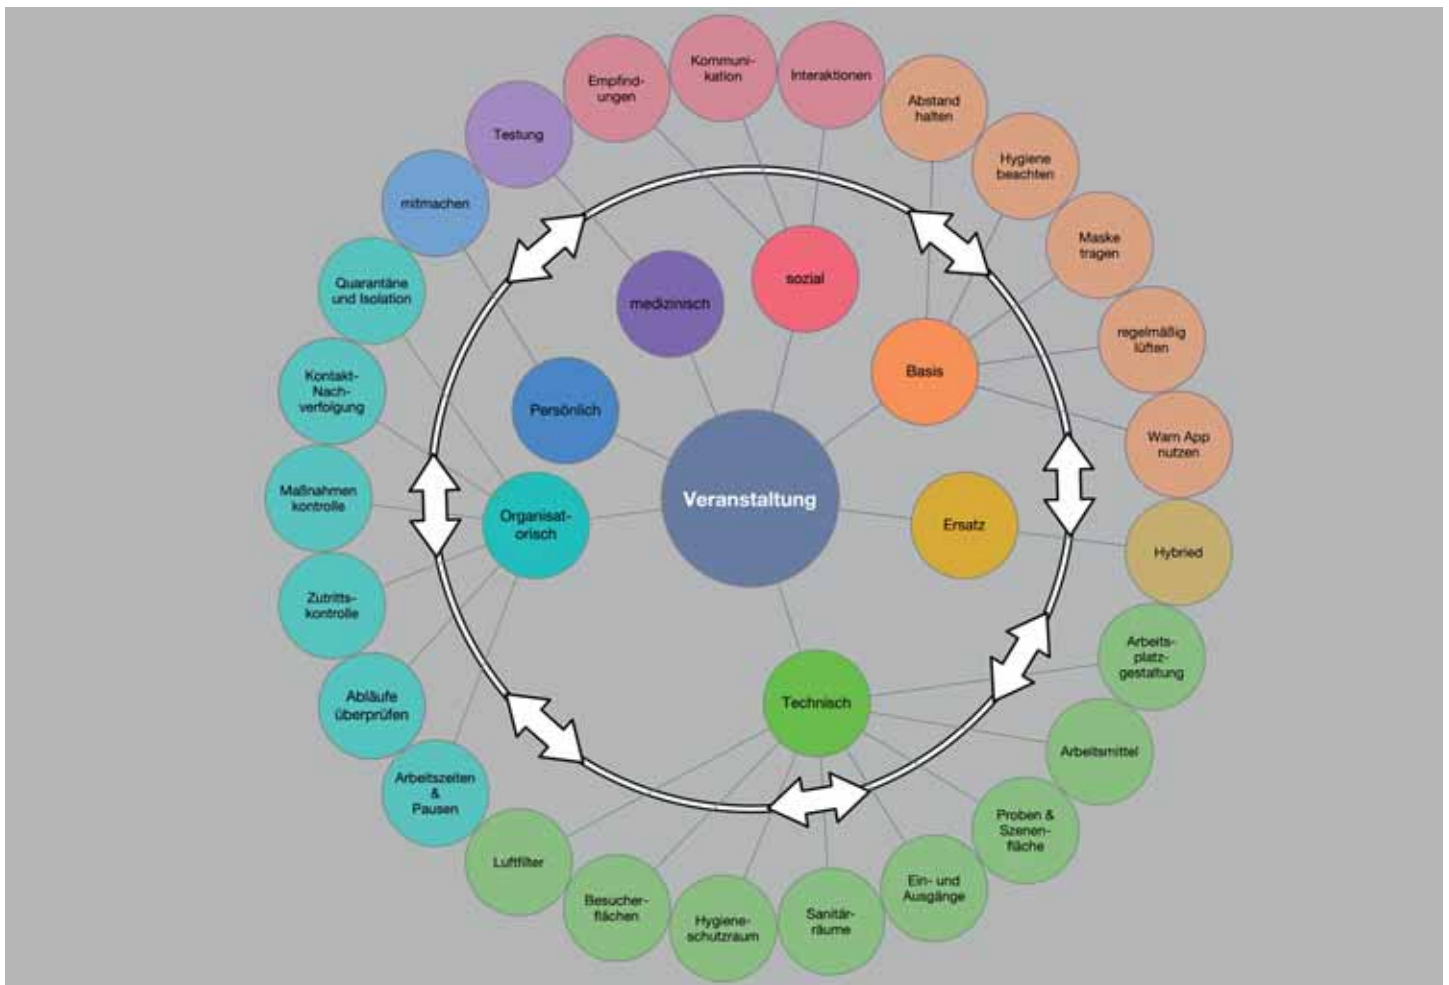 Kommuni-
kation
Interaktionen
Empfind-
ungen
Abstand
halten
Testung
Hygiene
beachten
mitmachen
Maske
tragen
Quarantäne
und Isolation
sozial
medizinisch
regelmäßig
lüften
Kontakt-
Nach-
verfolgung
Basis
Persönlich
Warn App
nutzen
Maßnahmen
kontrolle
Veranstaltung
Organisat-
orisch
Ersatz
Hybried
Zutritts-
kontrolle
Arbeits-
platz-
gestaltung
Abläufe
überprüfen
Technisch
Arbeitsmittel
Arbeitszeiten
&
Pausen
Proben &
Szenen-
fläche
Luftfilter
Ein- und
Ausgänge
Besucher-
flächen
Hygiene-
schutzraum
Sanitär-
räume